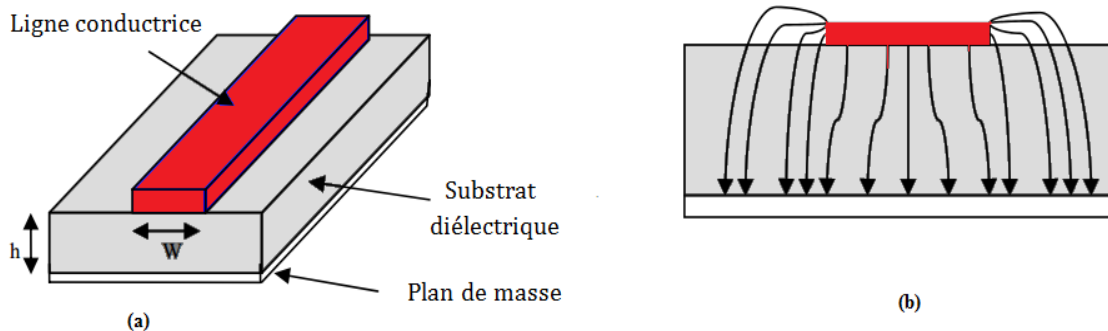 Ligne conductrice
Substrat
diélectrique
h
W
Plan de masse
(a)
(b)